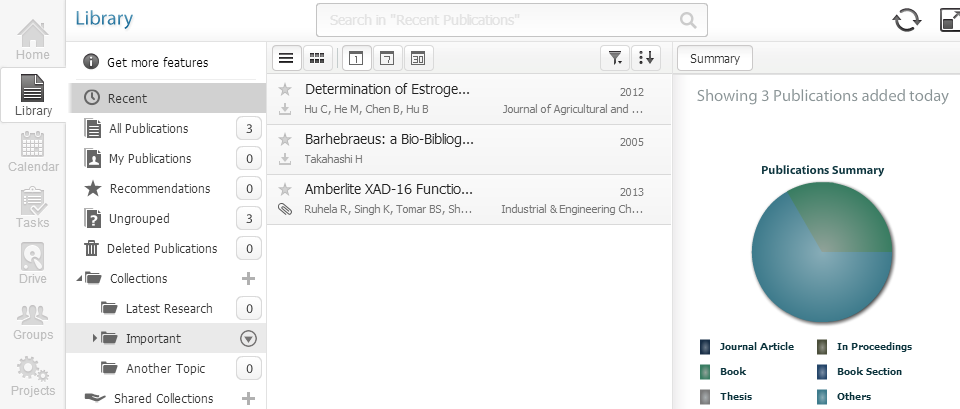 Library
Search in "Recent Publications"
Home
Library
Calendar
Tasks
Drive
Groups
Projects
Get more features
Recent
All Publications 3
My Publications 0
Recommendations 0
Ungrouped 3
Deleted Publications 0
Collections
Latest Research 0
Important
Another Topic 0
Shared Collections
1 7 30
Determination of Estroge... 2012
Hu C, He M, Chen B, Hu B Journal of Agricultural and ...
Barhebraeus: a Bio-Bibliog... 2005
Takahashi H
Amberlite XAD-16 Functio... 2013
Ruhela R, Singh K, Tomar BS, Sh... Industrial & Engineering Ch...
Summary
Showing 3 Publications added today
Publications Summary
Journal Article In Proceedings
Book Book Section
Thesis Others